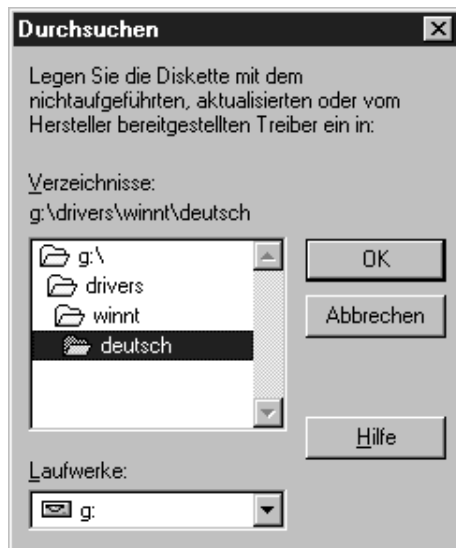 Durchsuchen
Legen Sie die Diskette mit dem
nichtaufgeführten, aktualisierten oder vom
Hersteller bereitgestellten Treiber ein in:
Verzeichnisse:
g:\drivers\winnt\deutsch
g:\
drivers
winnt
deutsch
OK
Abbrechen
Hilfe
Laufwerke:
g: